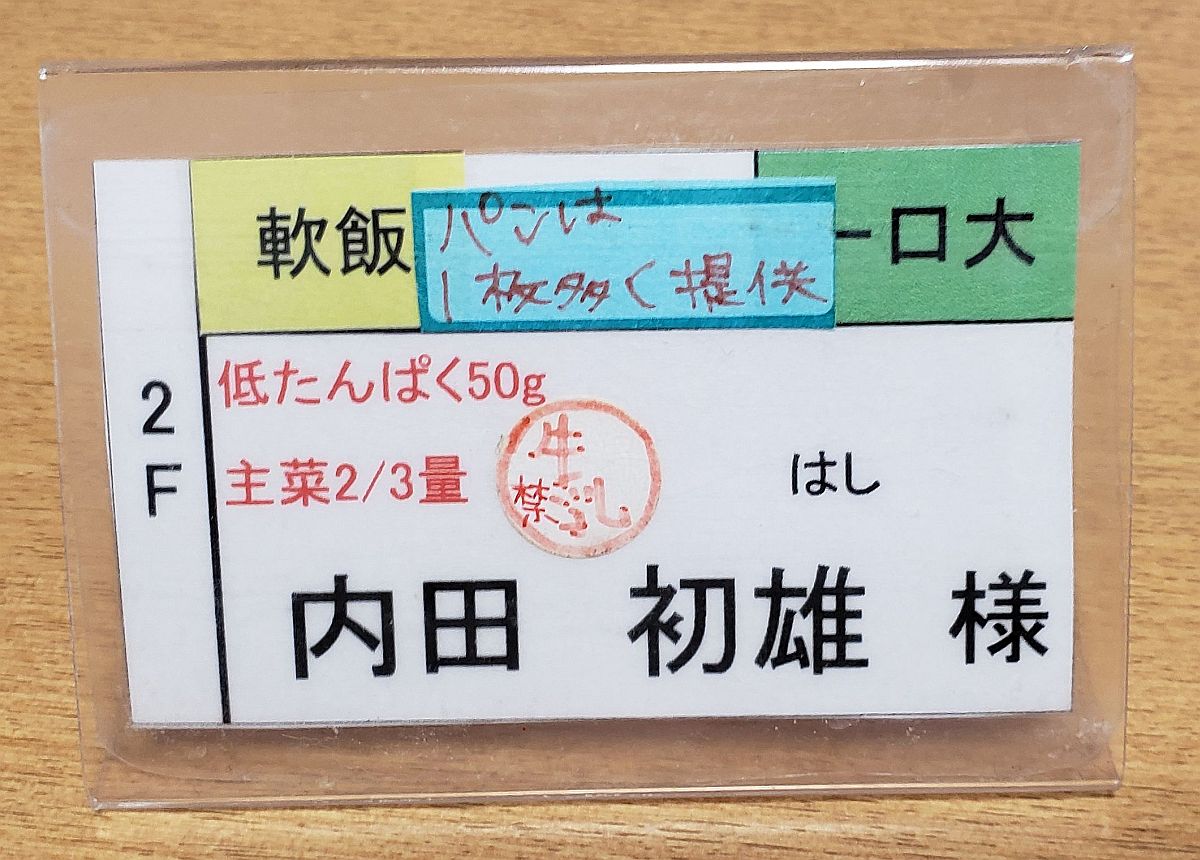 軟飯
パンは
1枚多く提供
一口大
2F
低たんぱく50g
主菜2/3量
牛乳
禁
はし
内田 初雄 様